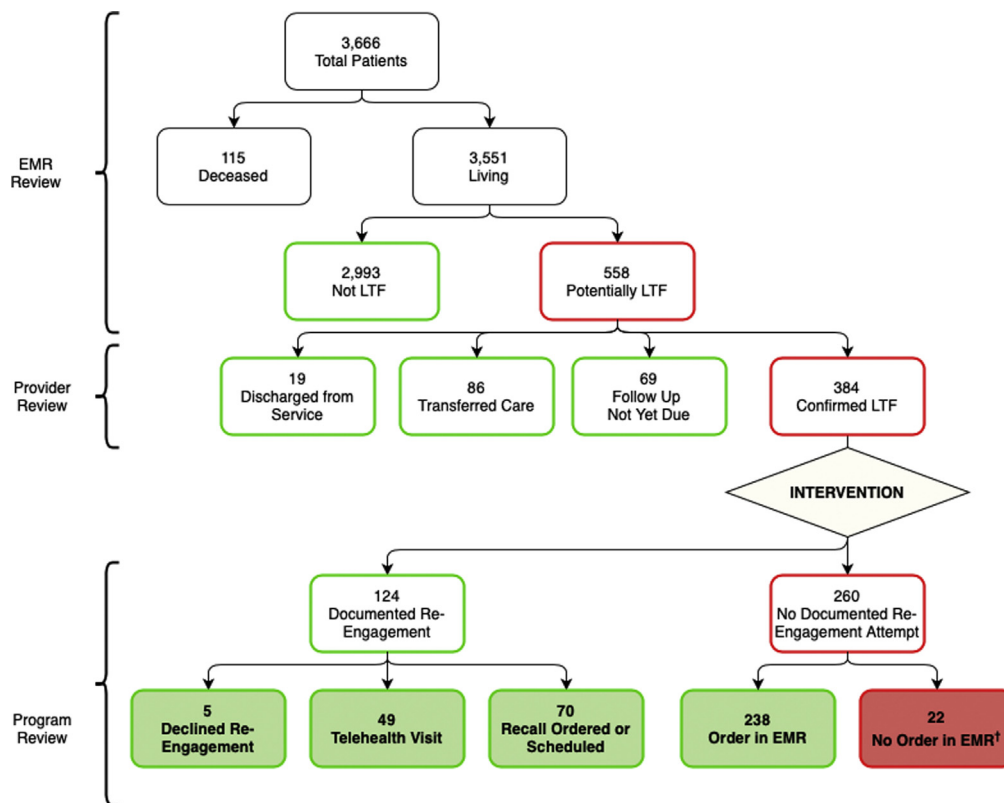 3,666
Total Patients
115
Deceased
3,551
Living
EMR
Review
2,993
Not LTF
558
Potentially LTF
Provider
Review
19
Discharged from
Service
86
Transferred Care
69
Follow Up
Not Yet Due
384
Confirmed LTF
INTERVENTION
124
Documented Re-
Engagement
260
No Documented Re-
Engagement Attempt
Program
Review
5
Declined Re-
Engagement
49
Telehealth Visit
70
Recall Ordered or
Scheduled
238
Order in EMR
22
No Order in EMR†